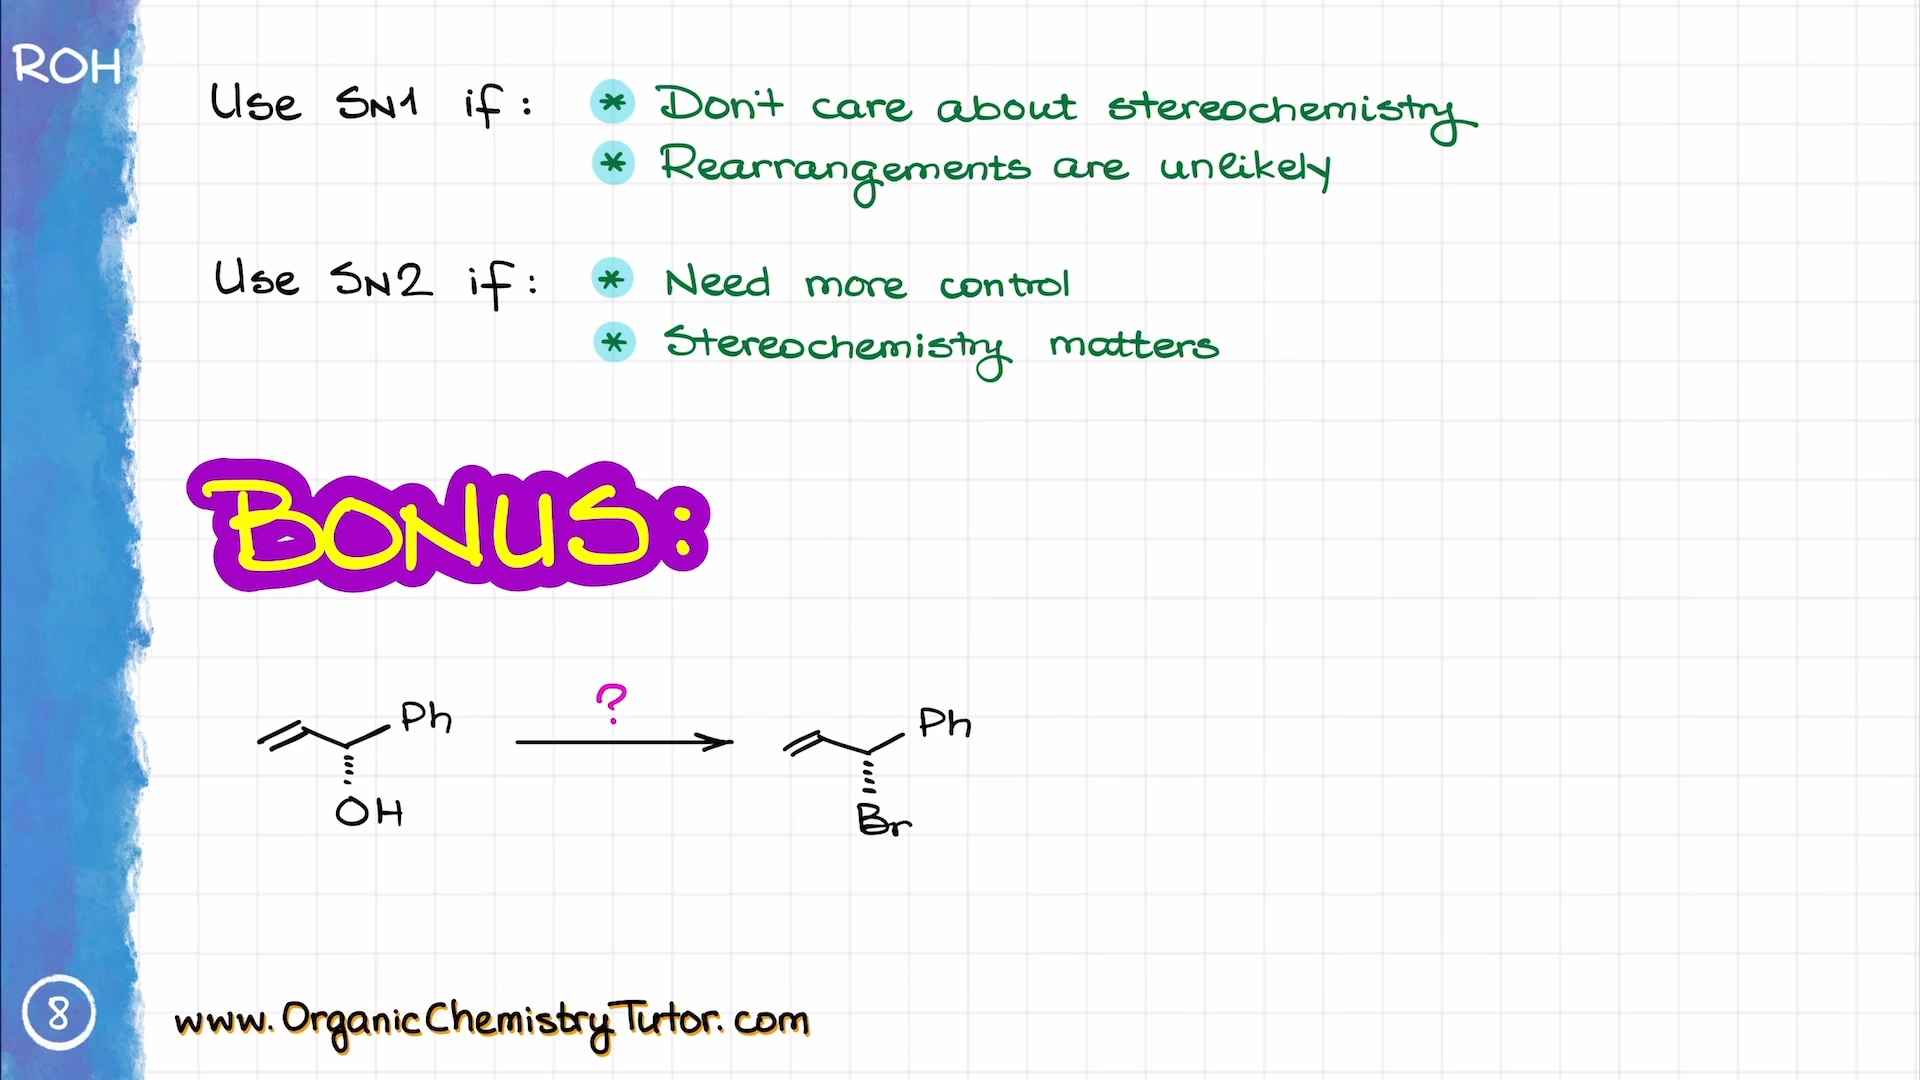 ROH
Use SN1 if: * Don't care about stereochemistry
* Rearrangements are unlikely
Use SN2 if: * Need more control
* Stereochemistry matters
BONUS:
?
Ph
Ph
OH
Br
8
www.OrganicChemistryTutor.com